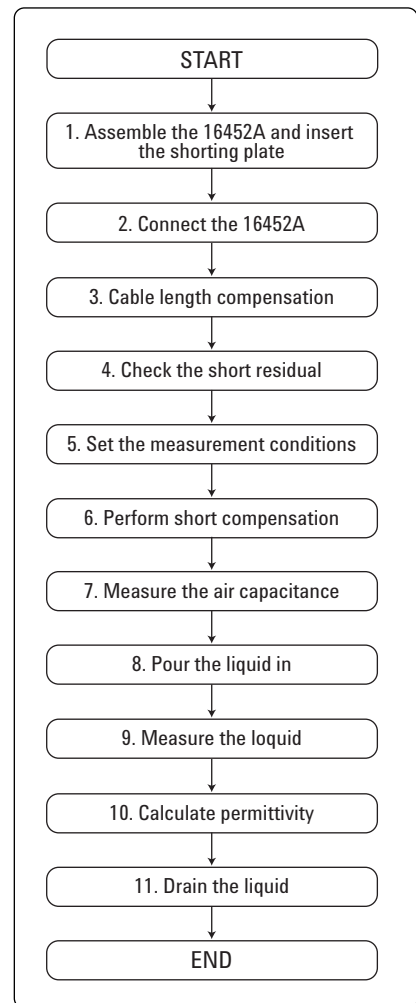 START
1. Assemble the 16452A and insert
the shorting plate
2. Connect the 16452A
3. Cable length compensation
4. Check the short residual
5. Set the measurement conditions
6. Perform short compensation
7. Measure the air capacitance
8. Pour the liquid in
9. Measure the loquid
10. Calculate permittivity
11. Drain the liquid
END